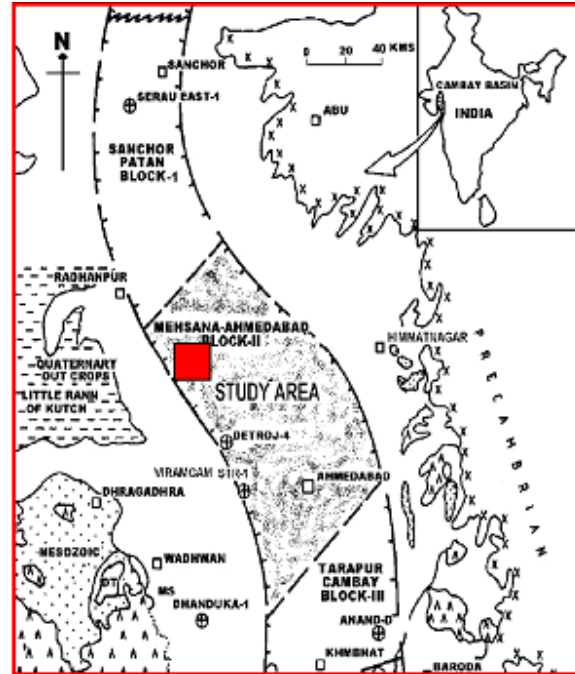 N
0 20 40 KMS
SANCHOR
SERAU EAST-1
ABU
CAMBAY BASIN
INDIA
SANCHOR
PATAN
BLOCK-1
RADHANPUR
MEHSANA-AHMEDABAD
BLOCK-II
HIMMATNAGAR
QUATERNARY
OUT CROPS
LITTLE RANN
OF KUTCH
STUDY AREA
PRECAMBRIAN
DETROJ-4
VIRAMGAM STR-1
AHMEDABAD
DHRAGADHRA
MESOZOIC
WADHWAN
DT
MS
TARAPUR
CAMBAY
BLOCK-III
DHANDUKA-1
ANAND-D
KHMBHAT
BARODA